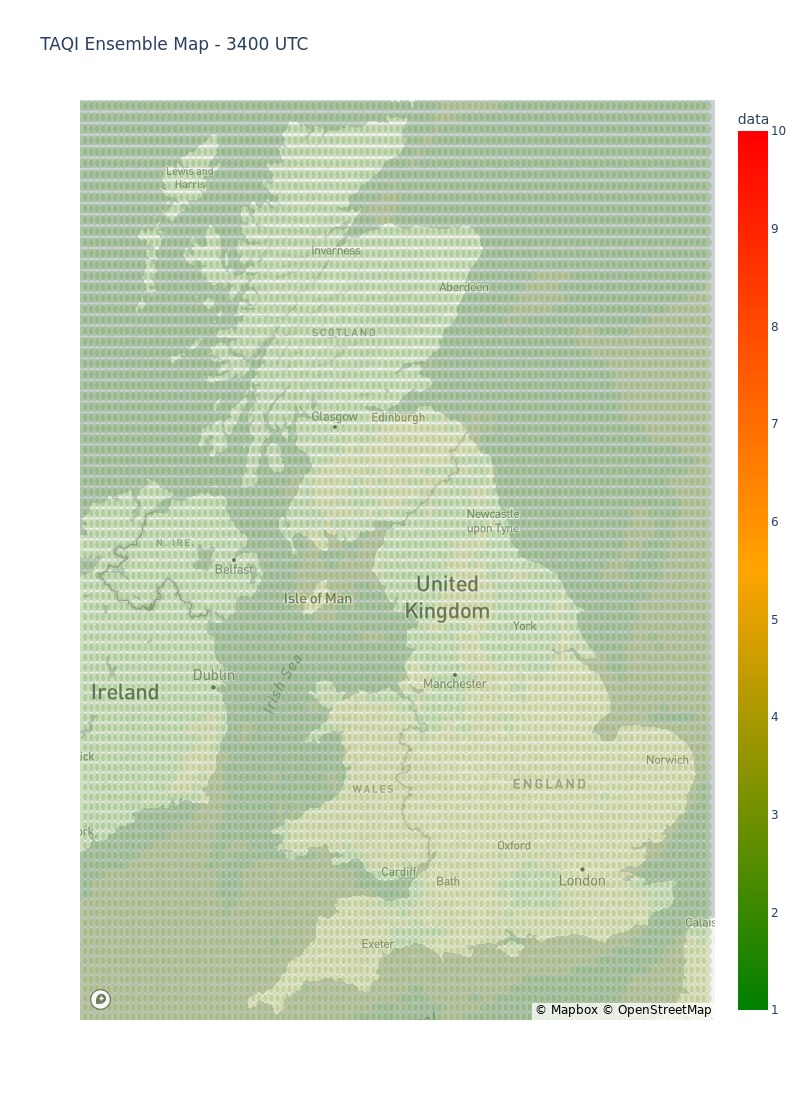 TAQI Ensemble Map - 3400 UTC
data
10
9
8
7
6
5
4
3
2
1
Lewis and
Harris
Inverness
Aberdeen
SCOTLAND
Glasgow
Edinburgh
Newcastle
upon Tyne
N. IRE.
Belfast
Isle of Man
United
Kingdom
York
Dublin
Irish Sea
Manchester
Ireland
ick
Norwich
WALES
ENGLAND
rk
Oxford
Cardiff
Bath
London
Calais
Exeter
© Mapbox © OpenStreetMap